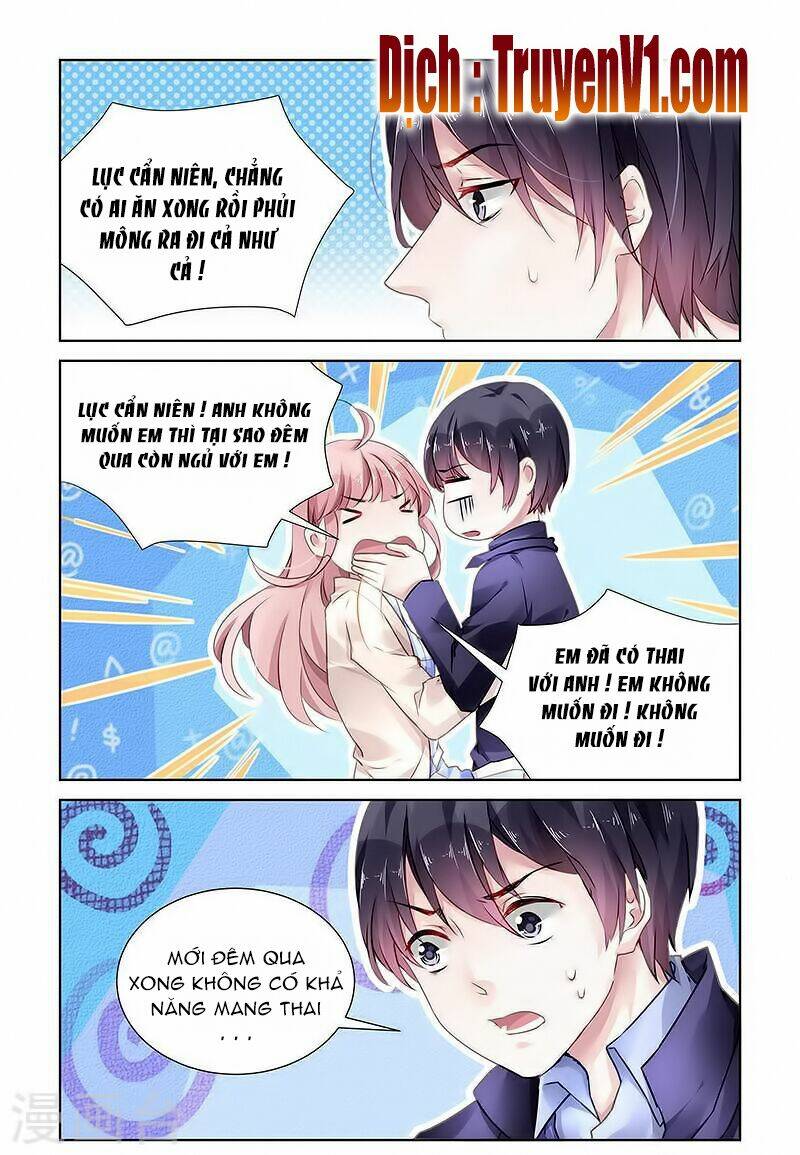 Dịch : TruyenV1.com
LỤC CẨN NIÊN, CHẲNG
CÓ AI ĂN XONG RỒI PHỦI
MÔNG RA ĐI CẢ NHƯ
CẢ !
LỤC CẨN NIÊN ! ANH KHÔNG
MUỐN EM THÌ TẠI SAO ĐÊM
QUA CÒN NGỦ VỚI EM !
EM ĐÃ CÓ THAI
VỚI ANH ! EM KHÔNG
MUỐN ĐI ! KHÔNG
MUỐN ĐI !
MỚI ĐÊM QUA
XONG KHÔNG CÓ KHẢ
NĂNG MANG THAI
. . .
漫画台